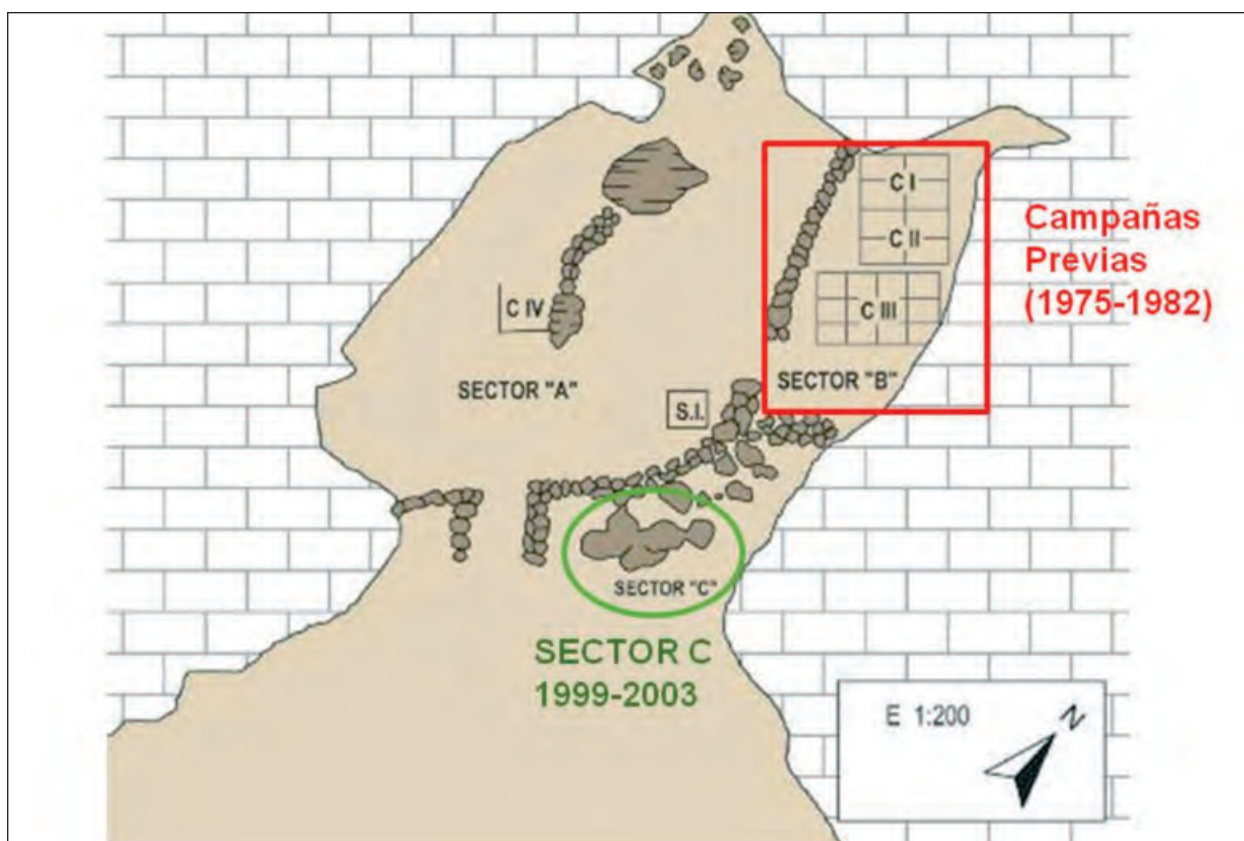 C I
C II
C III
Campañas
Previas
(1975-1982)
C IV
SECTOR "A"
SECTOR "B"
S.I.
SECTOR "C"
SECTOR C
1999-2003
E 1:200
N